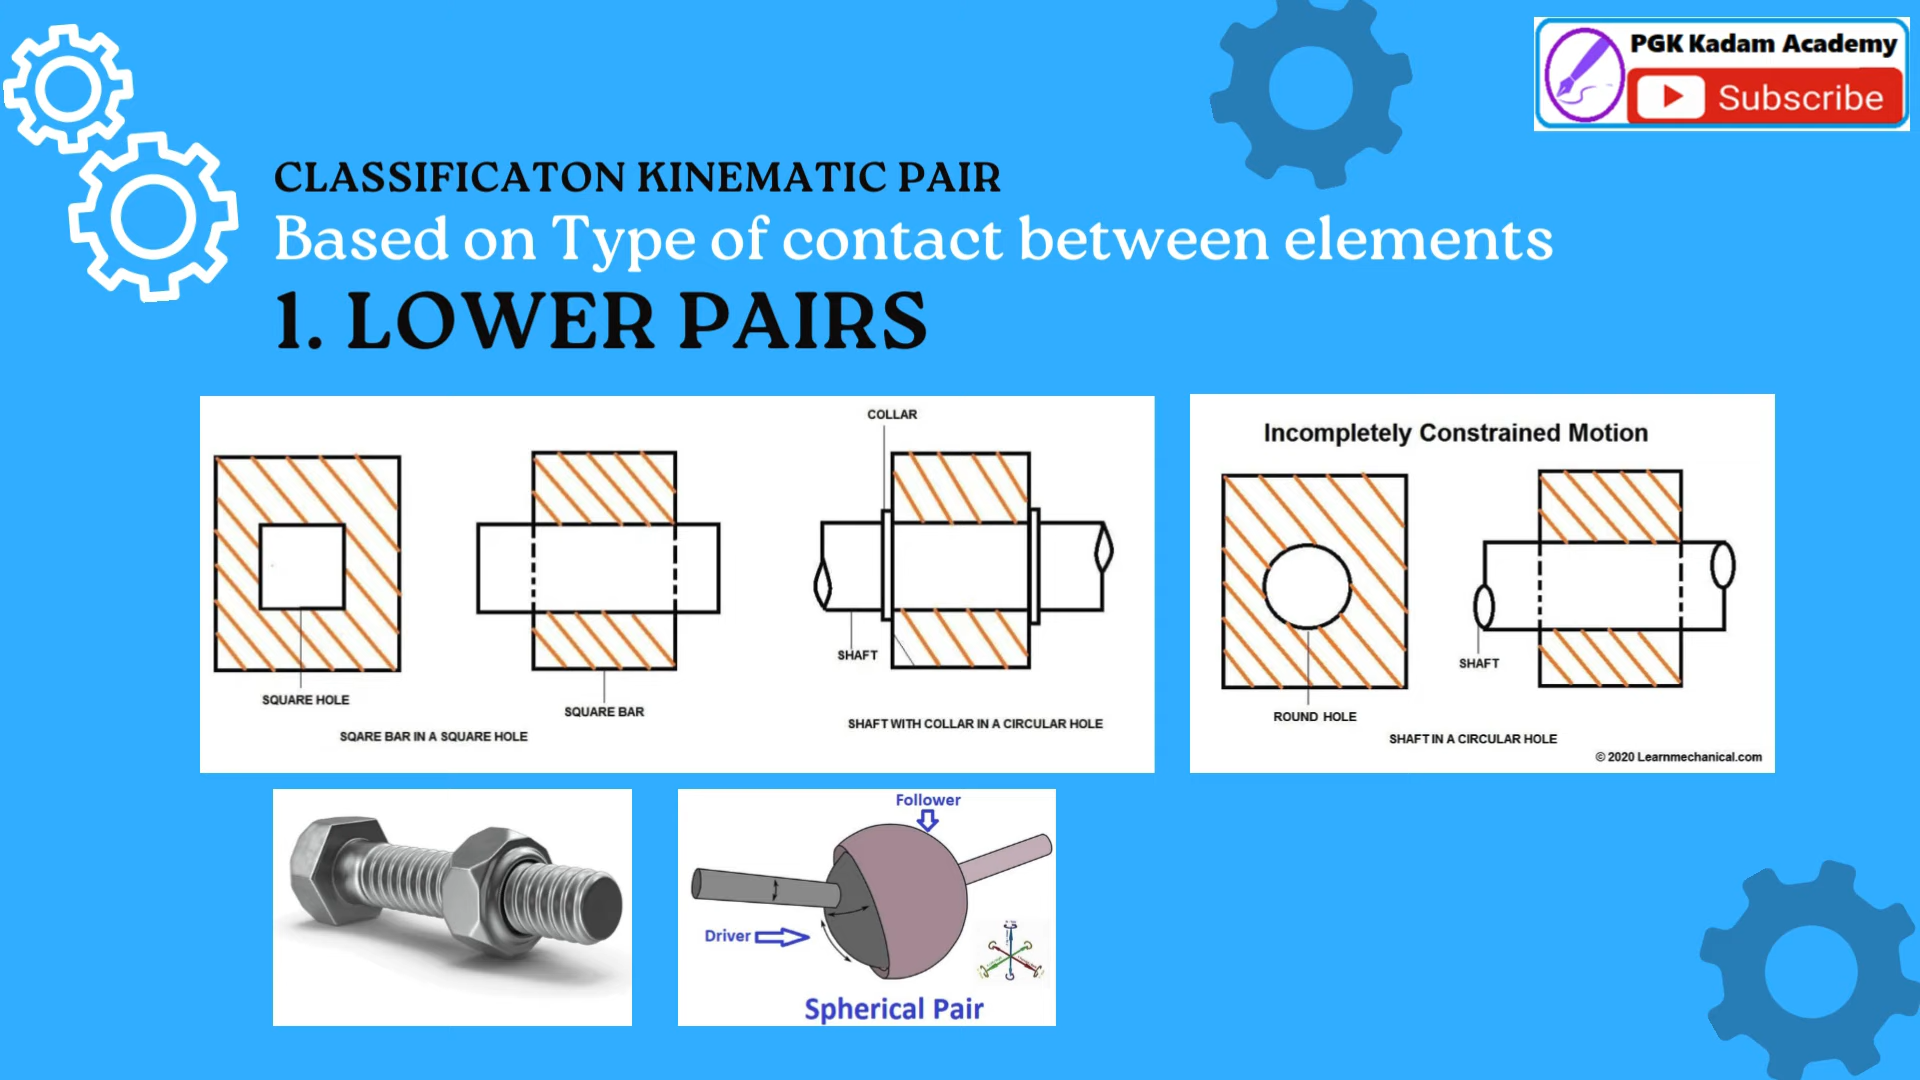 PGK Kadam Academy
Subscribe
CLASSIFICATON KINEMATIC PAIR
Based on Type of contact between elements
1. LOWER PAIRS
COLLAR
SHAFT
SQUARE HOLE
SQUARE BAR
SHAFT WITH COLLAR IN A CIRCULAR HOLE
SQARE BAR IN A SQUARE HOLE
Incompletely Constrained Motion
SHAFT
ROUND HOLE
SHAFT IN A CIRCULAR HOLE
© 2020 Learnmechanical.com
Follower
Driver
Spherical Pair